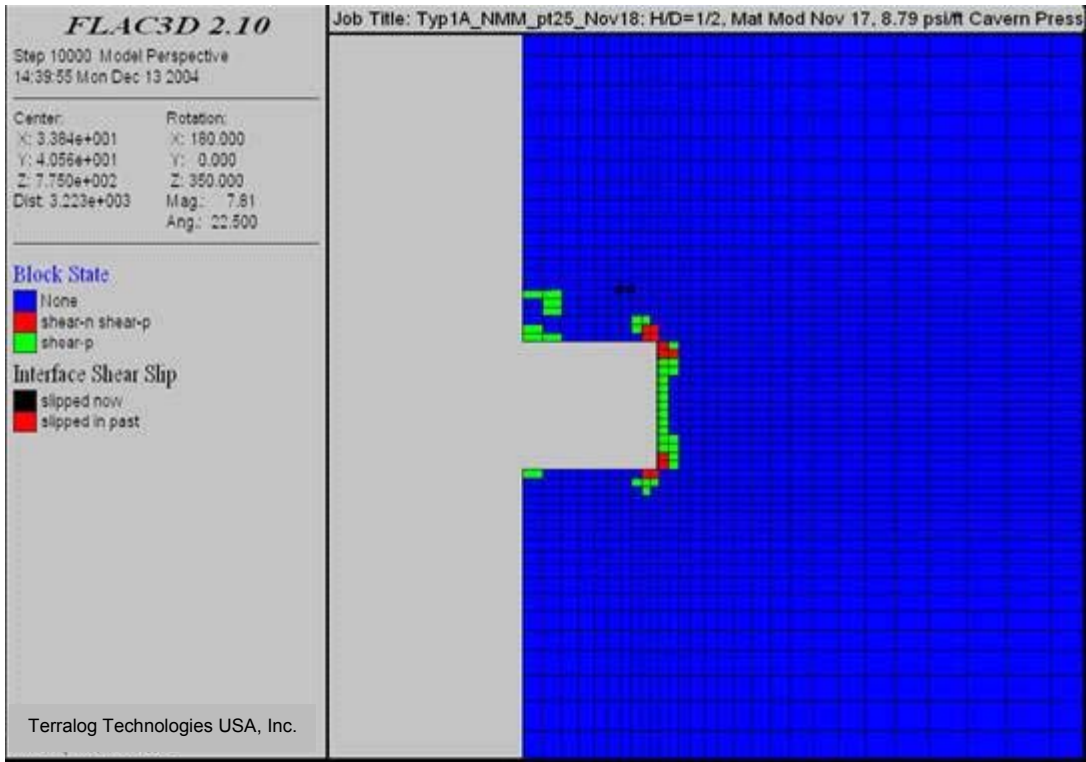 FLAC3D 2.10
Step 10000 Model Perspective
14:39:55 Mon Dec 13 2004
Center: Rotation:
X: 3.384e+001 X: 180.000
Y: 4.056e+001 Y: 0.000
Z: 7.750e+002 Z: 350.000
Dist: 3.223e+003 Mag.: 7.81
Ang.: 22.500
Block State
None
shear-n shear-p
shear-p
Interface Shear Slip
slipped now
slipped in past
Terralog Technologies USA, Inc.
Job Title: Typ1A_NMM_pt25_Nov18: H/D=1/2, Mat Mod Nov 17, 8.79 psi/ft Cavern Press